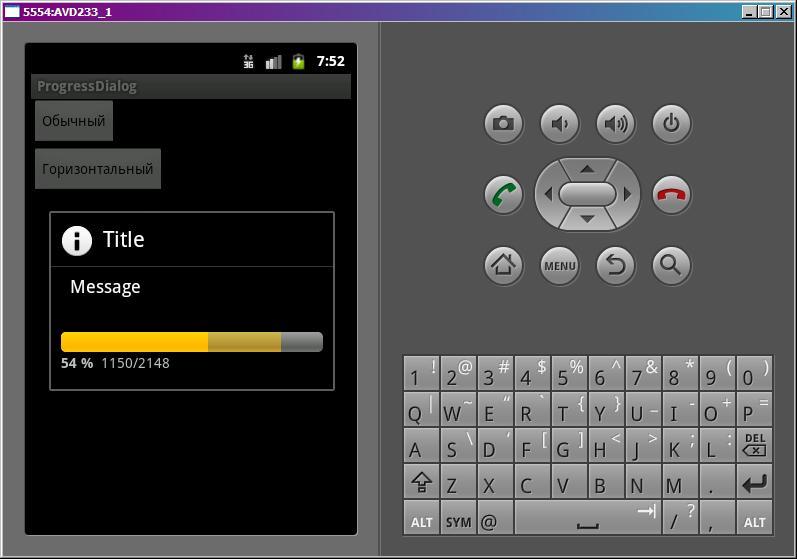 5554:AVD233_1
3G 7:52
ProgressDialog
Обычный
Горизонтальный
Title
Message
54 % 1150/2148
MENU
1 ! 2 @ 3 # 4 $ 5 % 6 ^ 7 & 8 * 9 ( 0 )
Q | W ~ E “ R ` T { Y } U _ I - O + P =
A S \ D ‘ F [ G ] H < J > K ; L : DEL
Z X C V B N M .
ALT SYM @ / ? , ALT